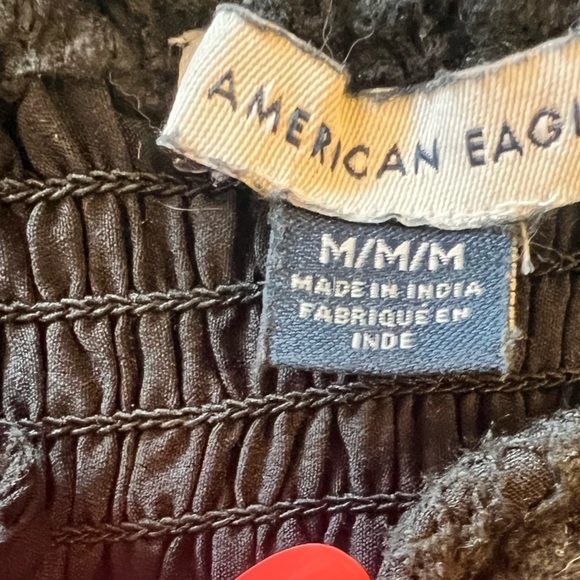 AMERICAN EAG
M/M/M
MADE IN INDIA
FABRIQUE EN
INDE